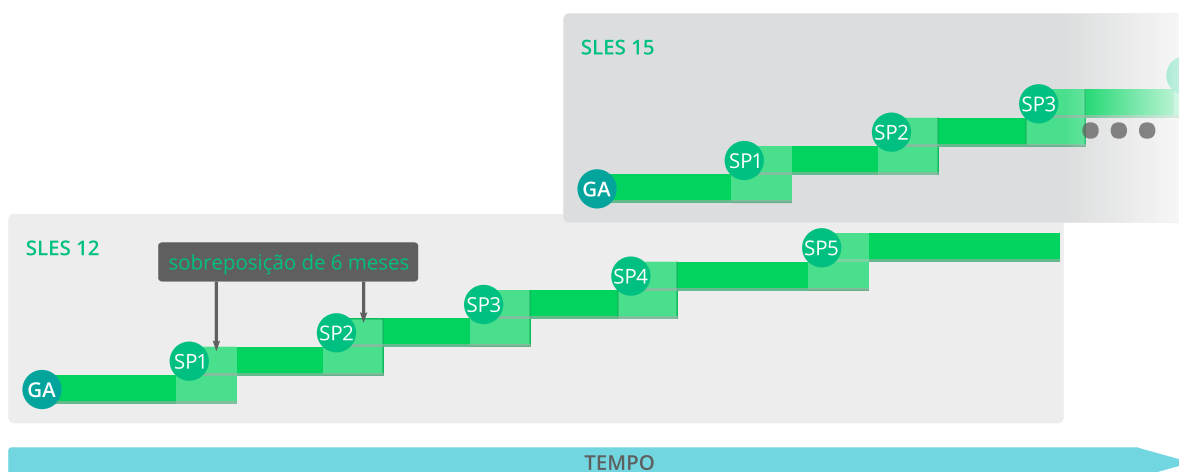 SLES 15
SP3
SP2
SP1
GA
SLES 12
sobreposição de 6 meses
SP5
SP4
SP3
SP2
SP1
GA
TEMPO